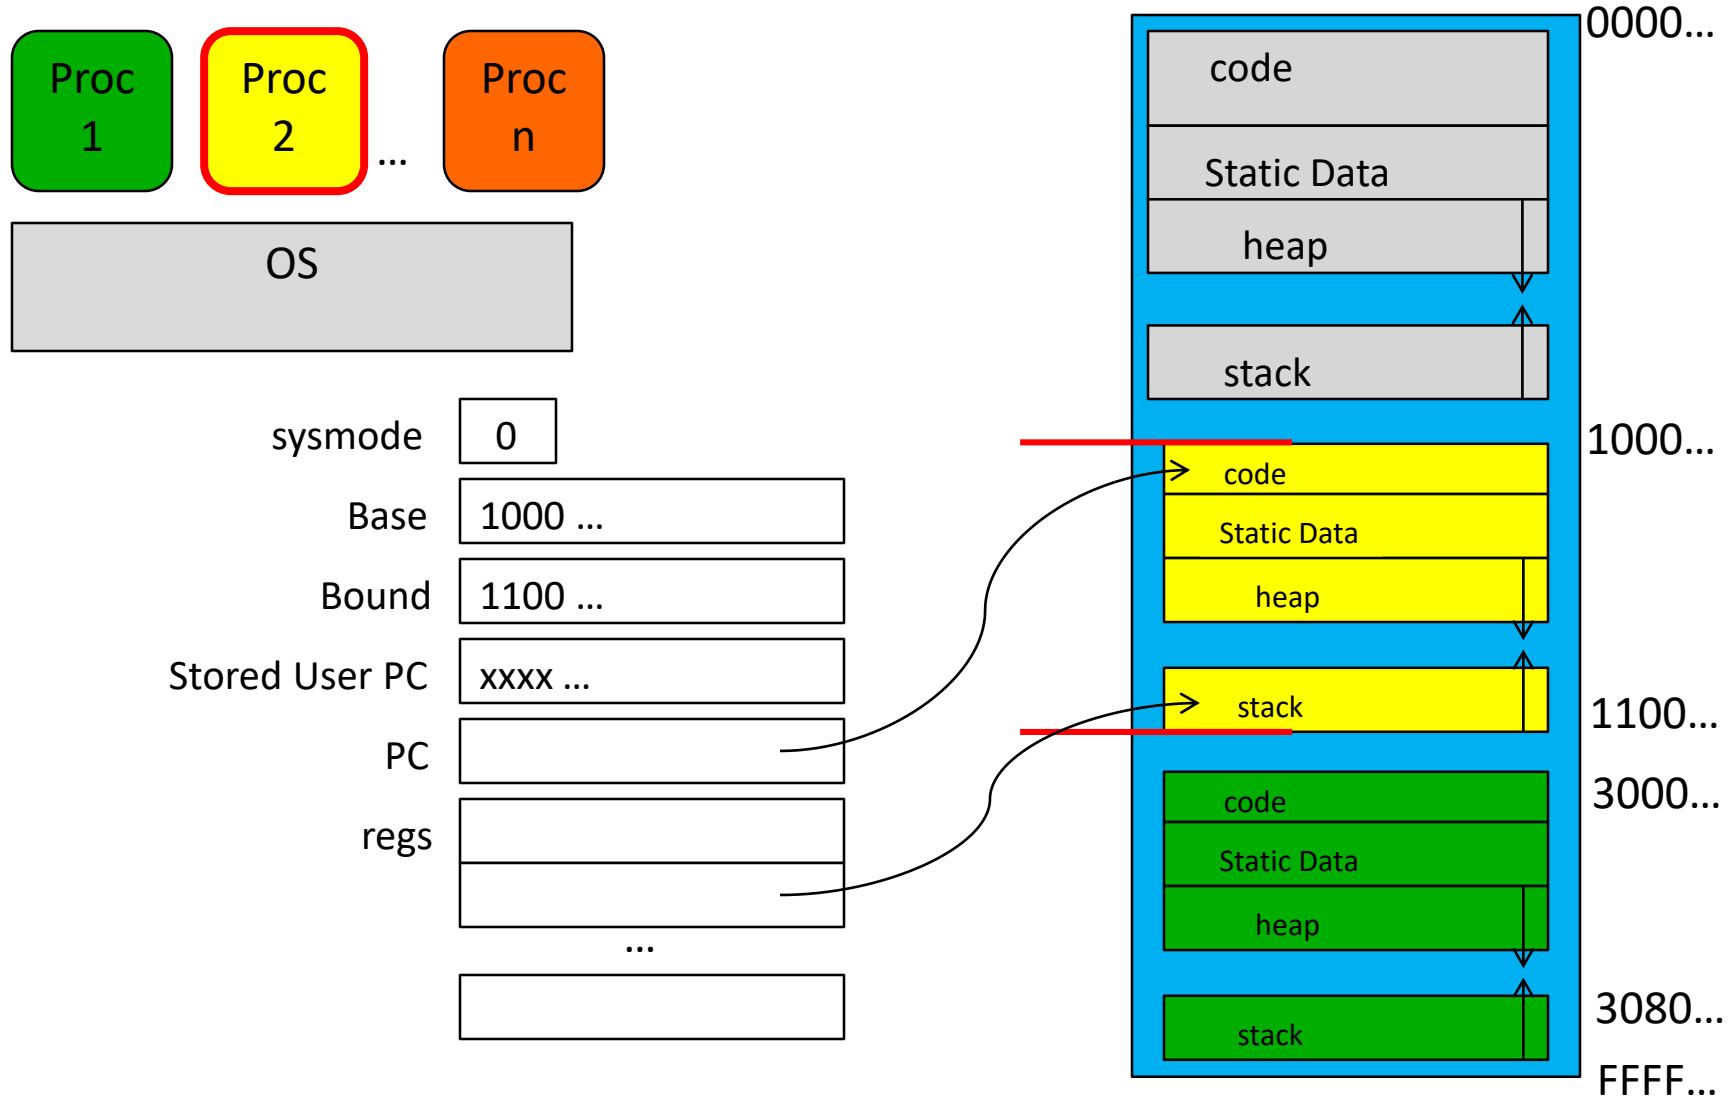 Proc
1
Proc
2
...
Proc
n
OS
sysmode 0
Base 1000 ...
Bound 1100 ...
Stored User PC xxxx ...
PC
regs
...
0000...
code
Static Data
heap
stack
1000...
code
Static Data
heap
stack
1100...
3000...
code
Static Data
heap
3080...
stack
FFFF...